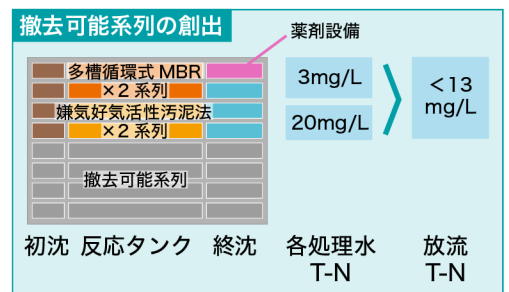 撤去可能系列の創出
薬剤設備
多槽循環式 MBR
×2 系列
嫌気好気活性汚泥法
×2 系列
撤去可能系列
3mg/L
20mg/L
<13
mg/L
初沈 反応タンク 終沈
各処理水
T-N
放流
T-N